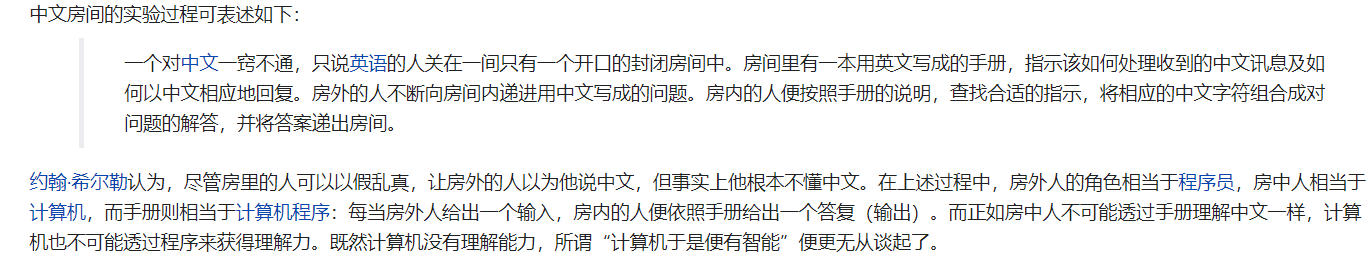 中文房间的实验过程可表述如下：
一个对中文一窍不通，只说英语的人关在一间只有一个开口的封闭房间中。房间里有一本用英文写成的手册，指示该如何处理收到的中文讯息及如
何以中文相应地回复。房外的人不断向房间内递进用中文写成的问题。房内的人便按照手册的说明，查找合适的指示，将相应的中文字符组合成对
问题的解答，并将答案递出房间。
约翰·希尔勒认为，尽管房里的人可以以假乱真，让房外的人以为他说中文，但事实上他根本不懂中文。在上述过程中，房外人的角色相当于程序员，房中人相当于
计算机，而手册则相当于计算机程序：每当房外人给出一个输入，房内的人便依照手册给出一个答复（输出）。而正如房中人不可能透过手册理解中文一样，计算
机也不可能透过程序来获得理解力。既然计算机没有理解能力，所谓“计算机于是便有智能”便更无从谈起了。